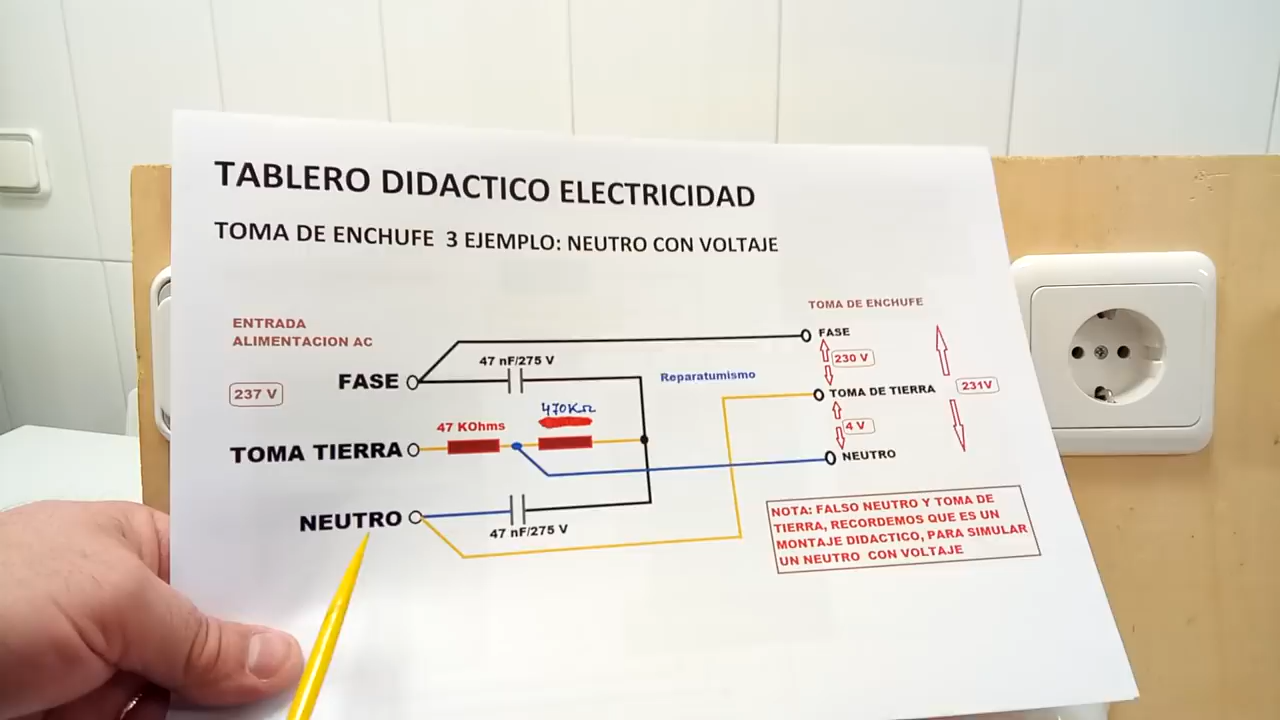 TABLERO DIDACTICO ELECTRICIDAD
TOMA DE ENCHUFE 3 EJEMPLO: NEUTRO CON VOLTAJE
ENTRADA
ALIMENTACION AC
237 V
FASE
47 nF/275 V
47 KOhms
470KΩ
TOMA TIERRA
NEUTRO
47 nF/275 V
Reparatumismo
TOMA DE ENCHUFE
FASE
230 V
TOMA DE TIERRA
231V
4 V
NEUTRO
NOTA: FALSO NEUTRO Y TOMA DE
TIERRA, RECORDEMOS QUE ES UN
MONTAJE DIDACTICO, PARA SIMULAR
UN NEUTRO CON VOLTAJE